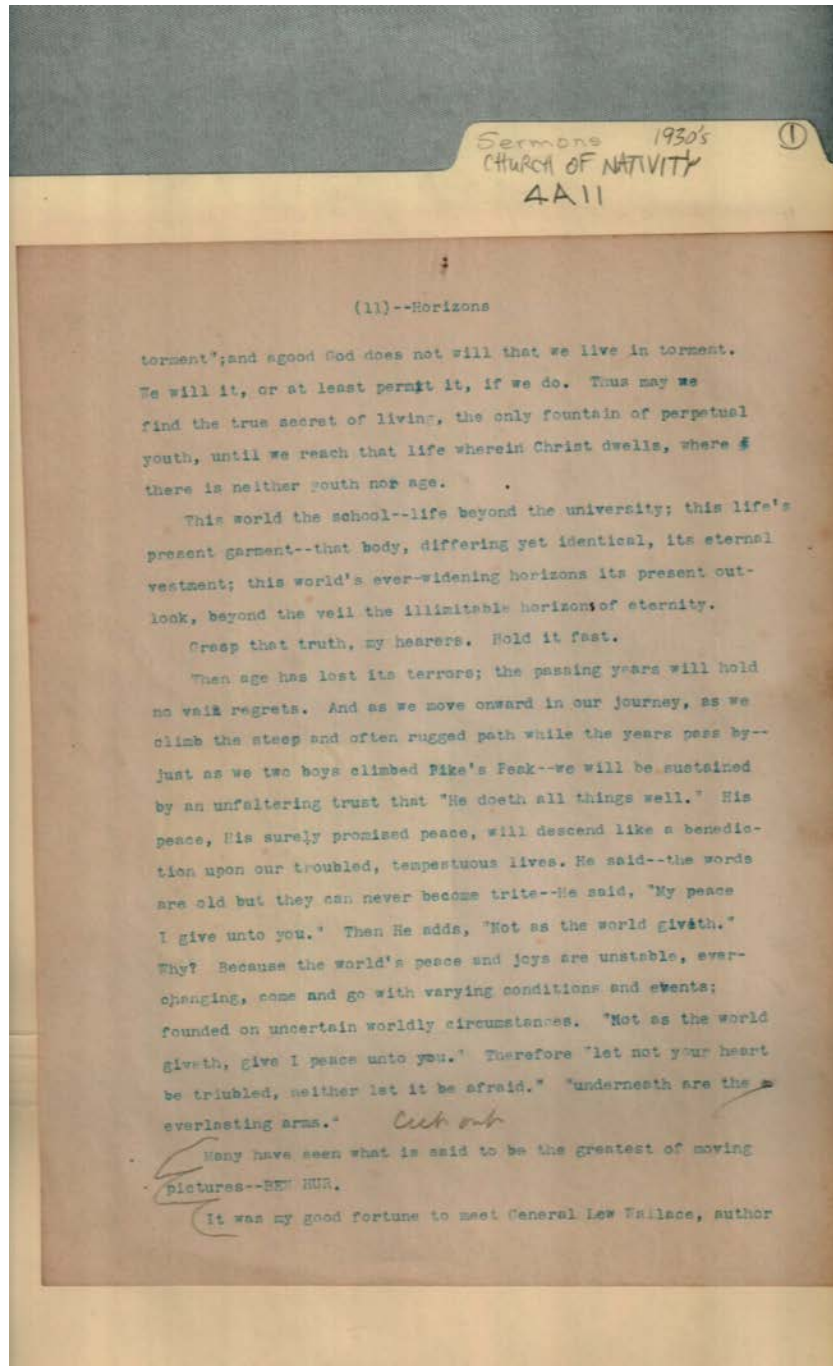 Sermons 1930's ①
CHURCH OF NATIVITY
4A11
(11)--Horizons
torment";and agood God does not will that we live in torment.
We will it, or at least permit it, if we do. Thus may we
find the true secret of living, the only fountain of perpetual
youth, until we reach that life wherein Christ dwells, where
there is neither youth nor age.
This world the school--life beyond the university; this life's
present garment--that body, differing yet identical, its eternal
vestment; this world's ever-widening horizons its present out-
look, beyond the veil the illimitable horizons of eternity.
Grasp that truth, my hearers. Hold it fast.
Then age has lost its terrors; the passing years will hold
no vain regrets. And as we move onward in our journey, as we
climb the steep and often rugged path while the years pass by--
just as we two boys climbed Pike's Peak--we will be sustained
by an unfaltering trust that "He doeth all things well." His
peace, His surely promised peace, will descend like a benedic-
tion upon our troubled, tempestuous lives. He said--the words
are old but they can never become trite--He said, "My peace
I give unto you." Then He adds, "Not as the world giveth."
Why? Because the world's peace and joys are unstable, ever-
changing, come and go with varying conditions and events;
founded on uncertain worldly circumstances. "Not as the world
giveth, give I peace unto you." Therefore "let not your heart
be triubled, neither let it be afraid." "underneath are the
everlasting arms." Cut out
Many have seen what is said to be the greatest of moving
pictures--BEN HUR.
It was my good fortune to meet General Lew Wallace, author